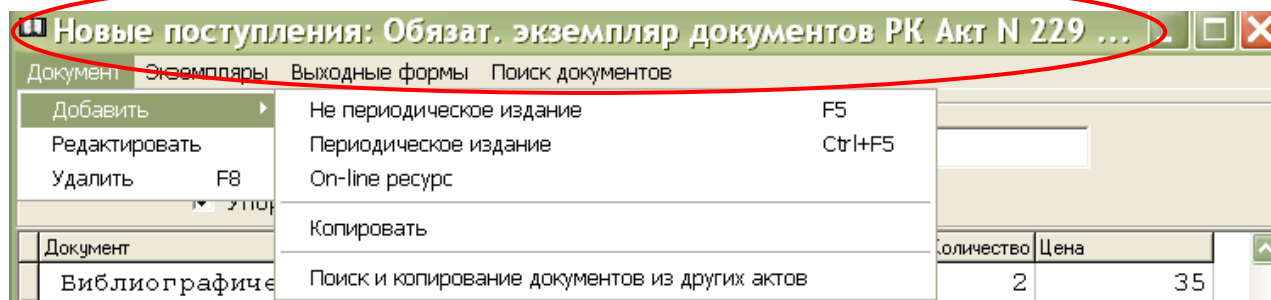 Новые поступления: Обязат. экземпляр документов РК Акт N 229 ...
Документ Экземпляры Выходные формы Поиск документов
Добавить Не периодическое издание F5
Редактировать Периодическое издание Ctrl+F5
Удалить F8 On-line ресурс
Копировать
Документ Количество Цена
Поиск и копирование документов из других актов
2 35